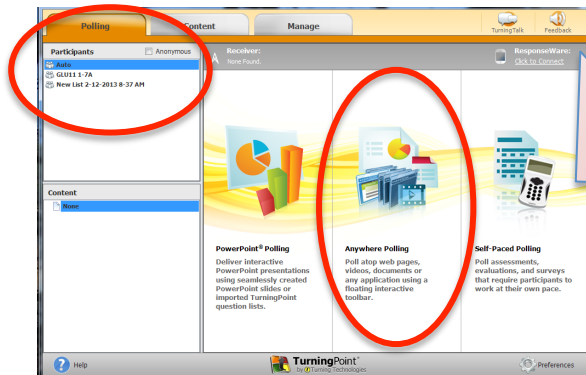 Polling
Content
Manage
TurningTalk
Feedback
Participants
Anonymous
Auto
GLU11 1-7A
New List 2-12-2013 8-37 AM
Receiver:
None Found.
ResponseWare:
Click to Connect
Content
None
PowerPoint® Polling
Deliver interactive
PowerPoint presentations
using seamlessly created
PowerPoint slides or
imported TurningPoint
question lists.
Anywhere Polling
Poll atop web pages,
videos, documents or
any application using a
floating interactive
toolbar.
Self-Paced Polling
Poll assessments,
evaluations, and surveys
that require participants to
work at their own pace.
Help
TurningPoint®
by Turning Technologies
Preferences